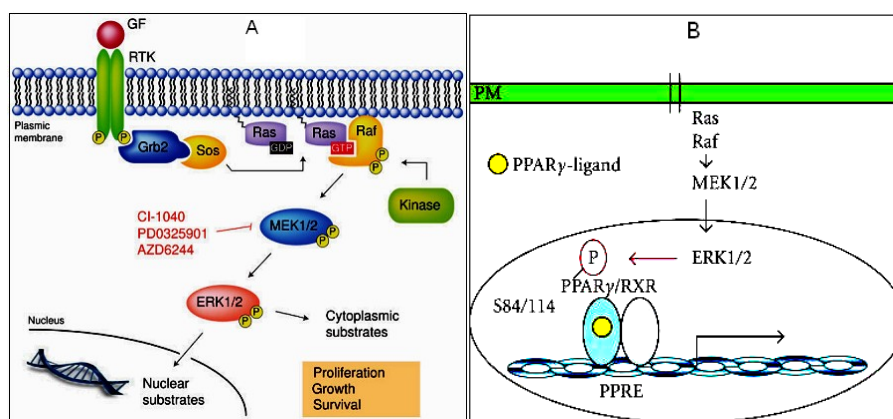 A
GF
RTK
Plasmic
membrane
P
P
Grb2
Sos
Ras
GDP
Ras
GTP
Raf
P
P
Kinase
CI-1040
PD0325901
AZD6244
MEK1/2
P
P
ERK1/2
P
P
Cytoplasmic
substrates
Nucleus
Nuclear
substrates
Proliferation
Growth
Survival
B
PM
Ras
Raf
PPARγ-ligand
MEK1/2
ERK1/2
P
PPARγ/RXR
S84/114
PPRE